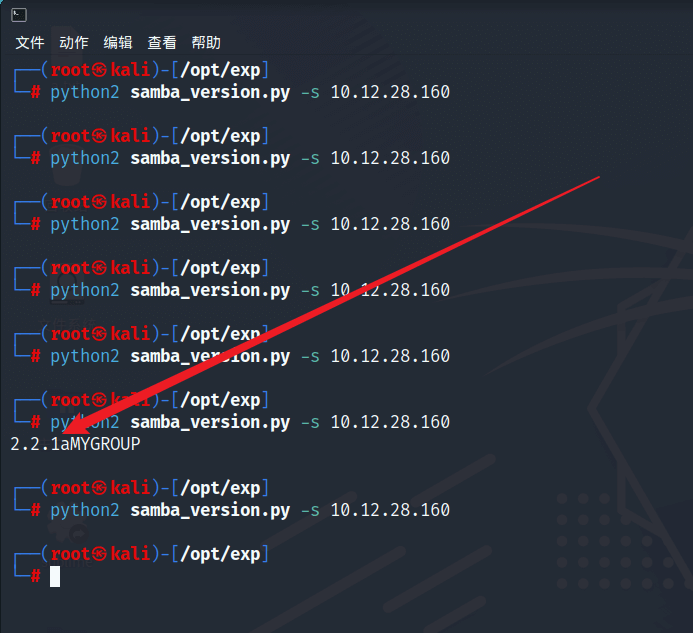 文件 动作 编辑 查看 帮助
┌──(root㉿kali)-[/opt/exp]
└─# python2 samba_version.py -s 10.12.28.160
┌──(root㉿kali)-[/opt/exp]
└─# python2 samba_version.py -s 10.12.28.160
┌──(root㉿kali)-[/opt/exp]
└─# python2 samba_version.py -s 10.12.28.160
┌──(root㉿kali)-[/opt/exp]
└─# python2 samba_version.py -s 10.12.28.160
┌──(root㉿kali)-[/opt/exp]
└─# python2 samba_version.py -s 10.12.28.160
┌──(root㉿kali)-[/opt/exp]
└─# python2 samba_version.py -s 10.12.28.160
2.2.1aMYGROUP
┌──(root㉿kali)-[/opt/exp]
└─# python2 samba_version.py -s 10.12.28.160
┌──(root㉿kali)-[/opt/exp]
└─#